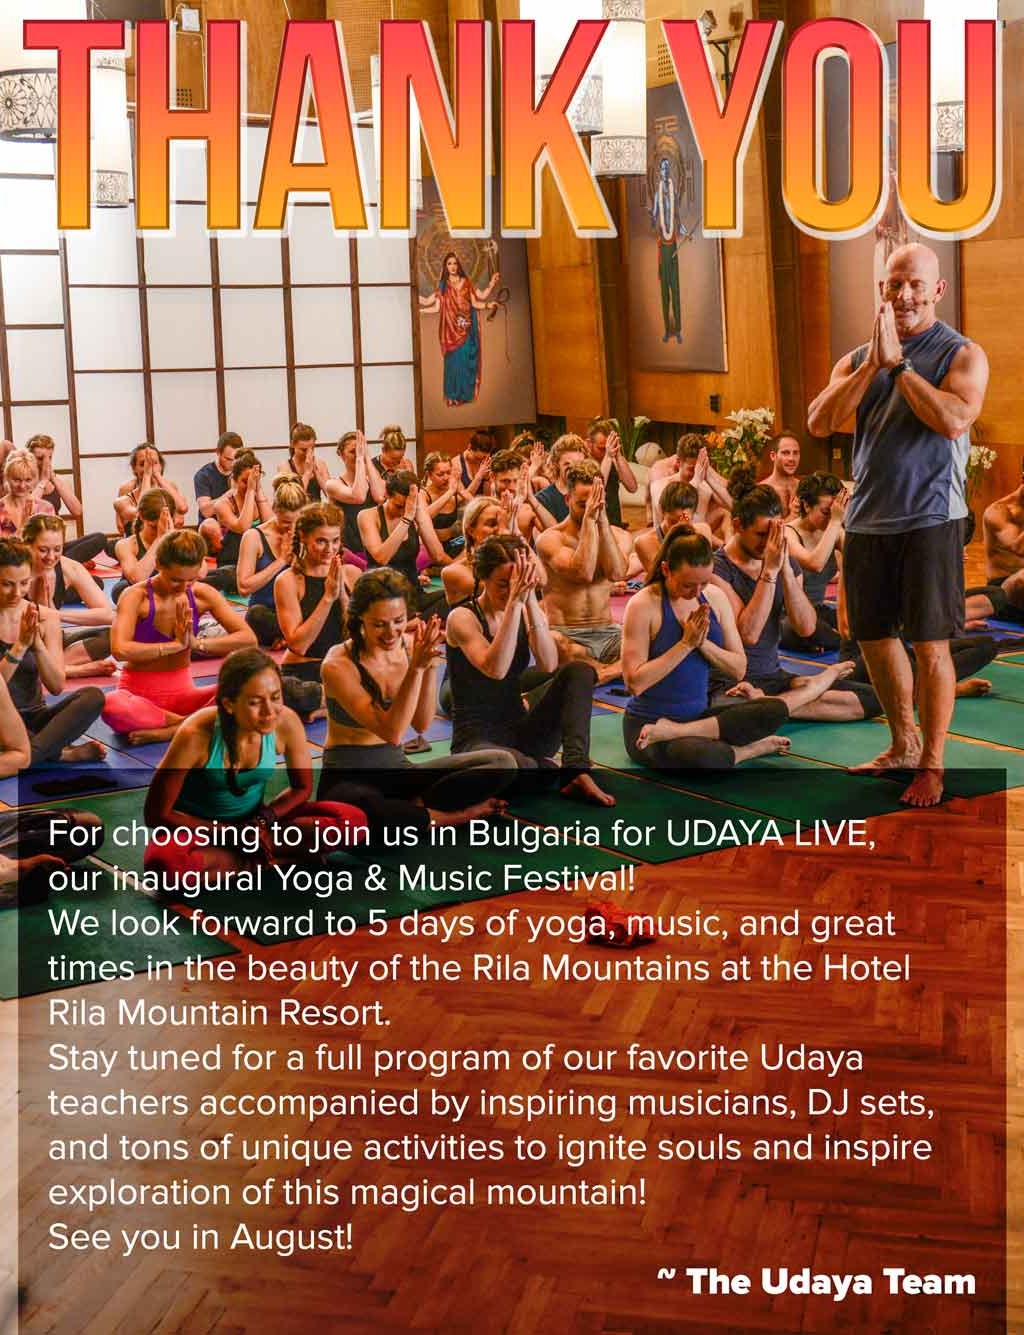 THANK YOU
For choosing to join us in Bulgaria for UDAYA LIVE,
our inaugural Yoga & Music Festival!
We look forward to 5 days of yoga, music, and great
times in the beauty of the Rila Mountains at the Hotel
Rila Mountain Resort.
Stay tuned for a full program of our favorite Udaya
teachers accompanied by inspiring musicians, DJ sets,
and tons of unique activities to ignite souls and inspire
exploration of this magical mountain!
See you in August!
~ The Udaya Team